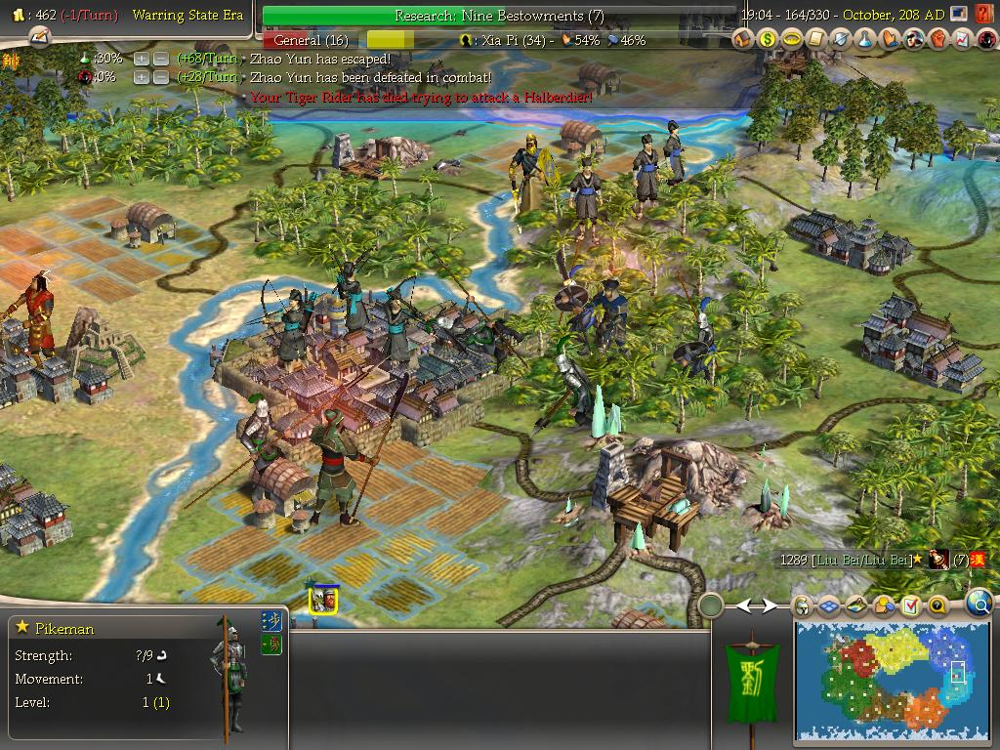 : 462 (-1/Turn) Warring State Era
Research: Nine Bestowments (7)
19:04 - 164/330 - October, 208 AD
General (16)
: Xia Pi (34) - 54% 46%
:30% (+68/Turn)
:0% (+28/Turn)
Zhao Yun has escaped!
Zhao Yun has been defeated in combat!
Your Tiger Rider has died trying to attack a Halberdier!
1289 [Liu Bei/Liu Bei] (7) 漢
Pikeman
Strength: ?/9
Movement: 1
Level: 1 (1)
劉